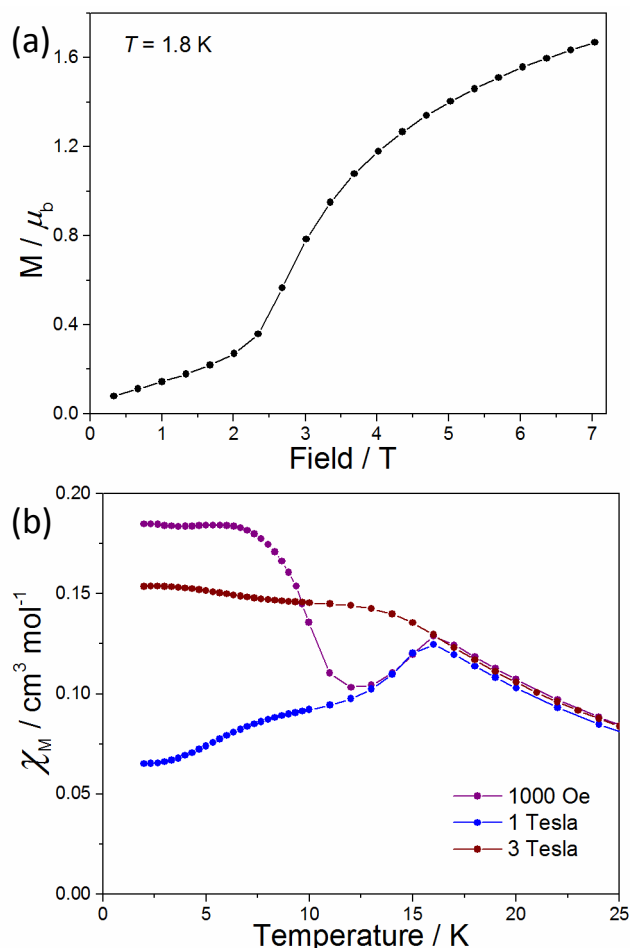 (a)
T = 1.8 K
1.6
1.2
0.8
0.4
0.0
M / μb
0 1 2 3 4 5 6 7
Field / T
(b)
0.20
0.15
0.10
0.05
0.00
χM / cm³ mol⁻¹
1000 Oe
1 Tesla
3 Tesla
0 5 10 15 20 25
Temperature / K